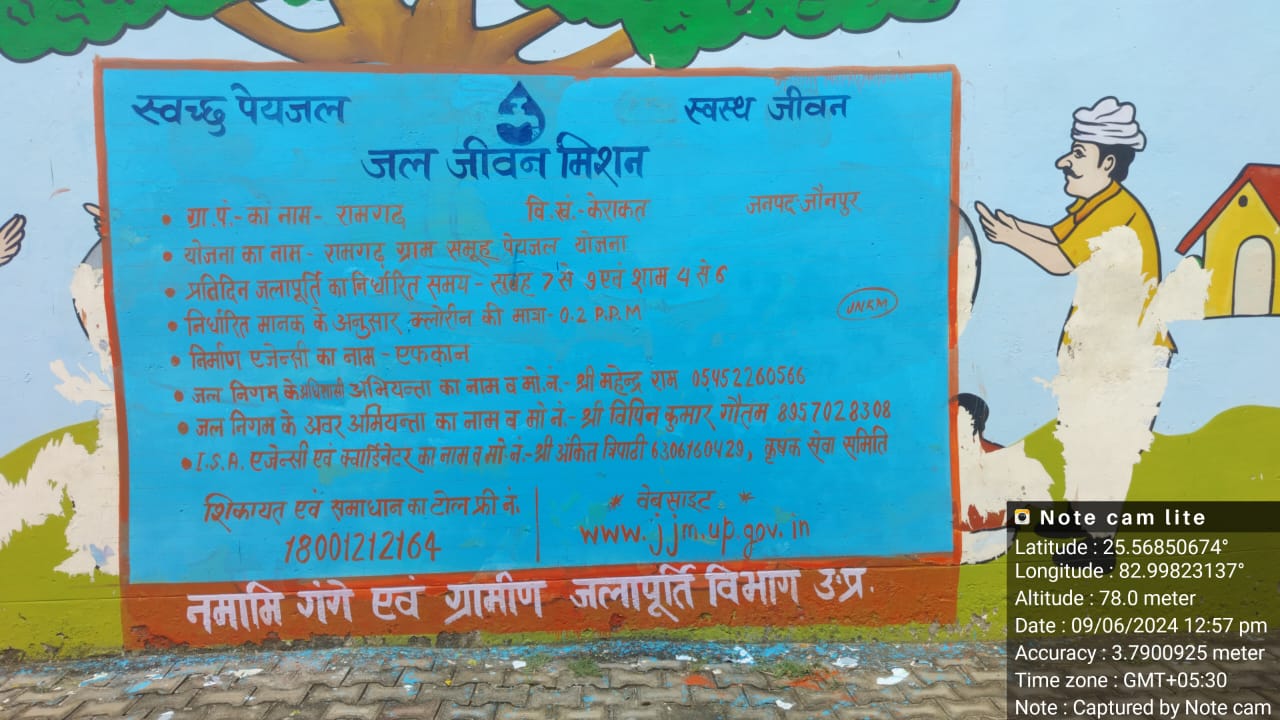 स्वच्छ पेयजल
स्वस्थ जीवन
जल जीवन मिशन
• ग्रा.पं.- का नाम- रामगढ़ वि.खं.- केराकत जनपद जौनपुर
• योजना का नाम - रामगढ़ ग्राम समूह पेयजल योजना
• प्रतिदिन जलापूर्ति का निर्धारित समय - सुबह 7 से 9 एवं शाम 4 से 6
• निर्धारित मानक के अनुसार क्लोरीन की मात्रा- 0.2 P.P.M
UNKM
• निर्माण एजेन्सी का नाम - एफकान
• जल निगम के अधिशासी अभियन्ता का नाम व मो.नं.- श्री महेन्द्र राम 05452260566
• जल निगम के अवर अभियन्ता का नाम व मो नं.- श्री विपिन कुमार गौतम 8957028308
• I.S.A. एजेन्सी एवं क्वार्डिनेटर का नाम व मो.नं.- श्री अंकित त्रिपाठी 6306160429, कृषक सेवा समिति
शिकायत एवं समाधान का टोल फ्री नं.
18001212164
* वेबसाइट *
www.jjm.up.gov.in
नमामि गंगे एवं ग्रामीण जलापूर्ति विभाग उ॰प्र.
Note cam lite
Latitude : 25.56850674°
Longitude : 82.99823137°
Altitude : 78.0 meter
Date : 09/06/2024 12:57 pm
Accuracy : 3.7900925 meter
Time zone : GMT+05:30
Note : Captured by Note cam